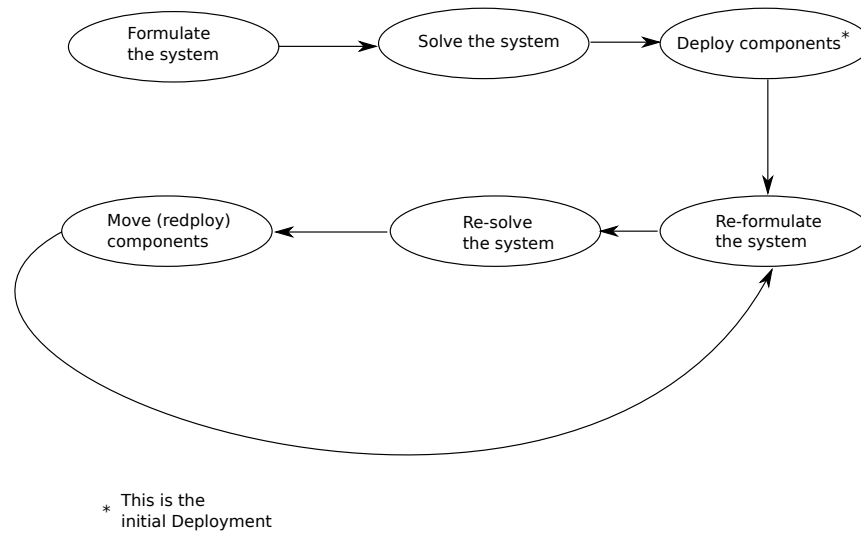 Formulate
the system
Solve the system
Deploy components*
Move (redploy)
components
Re-solve
the system
Re-formulate
the system
* This is the
initial Deployment